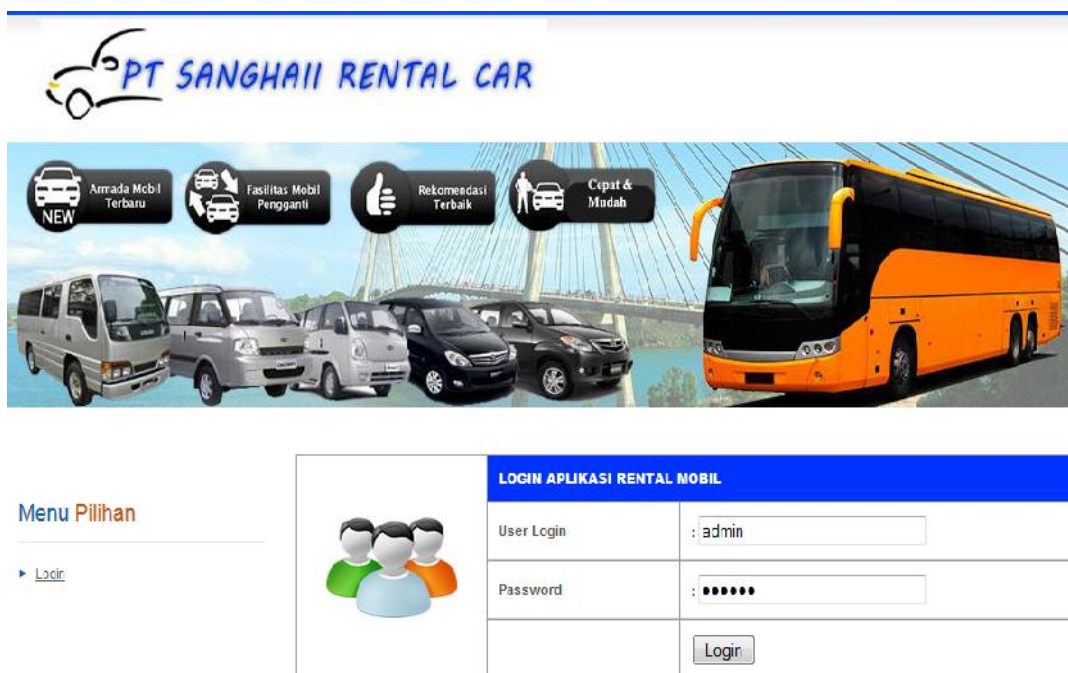 PT SANGHAII RENTAL CAR
Armada Mobil
Terbaru
NEW
Fasilitas Mobil
Pengganti
Rekomendasi
Terbaik
Cepat &
Mudah
Menu Pilihan
Login
LOGIN APLIKASI RENTAL MOBIL
User Login : admin
Password : ●●●●●●
Login